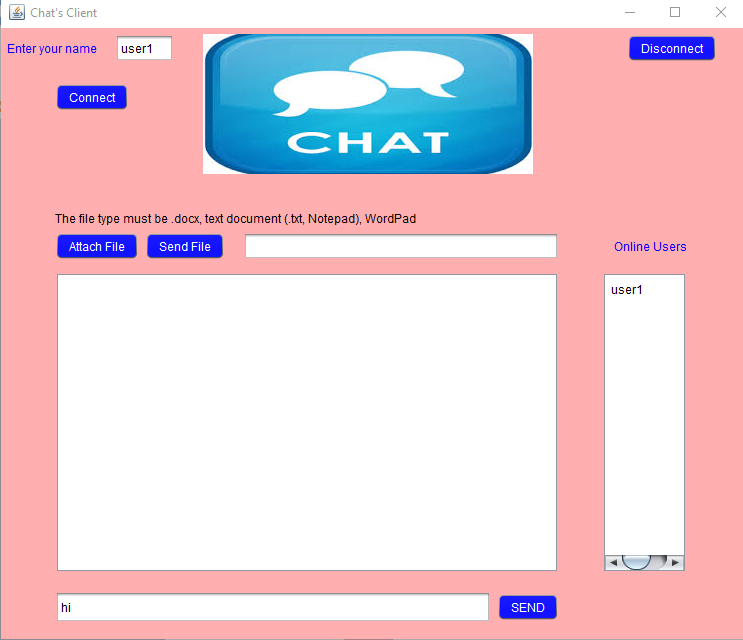 Chat's Client
Enter your name
user1
Disconnect
Connect
CHAT
The file type must be .docx, text document (.txt, Notepad), WordPad
Attach File
Send File
Online Users
user1
hi
SEND